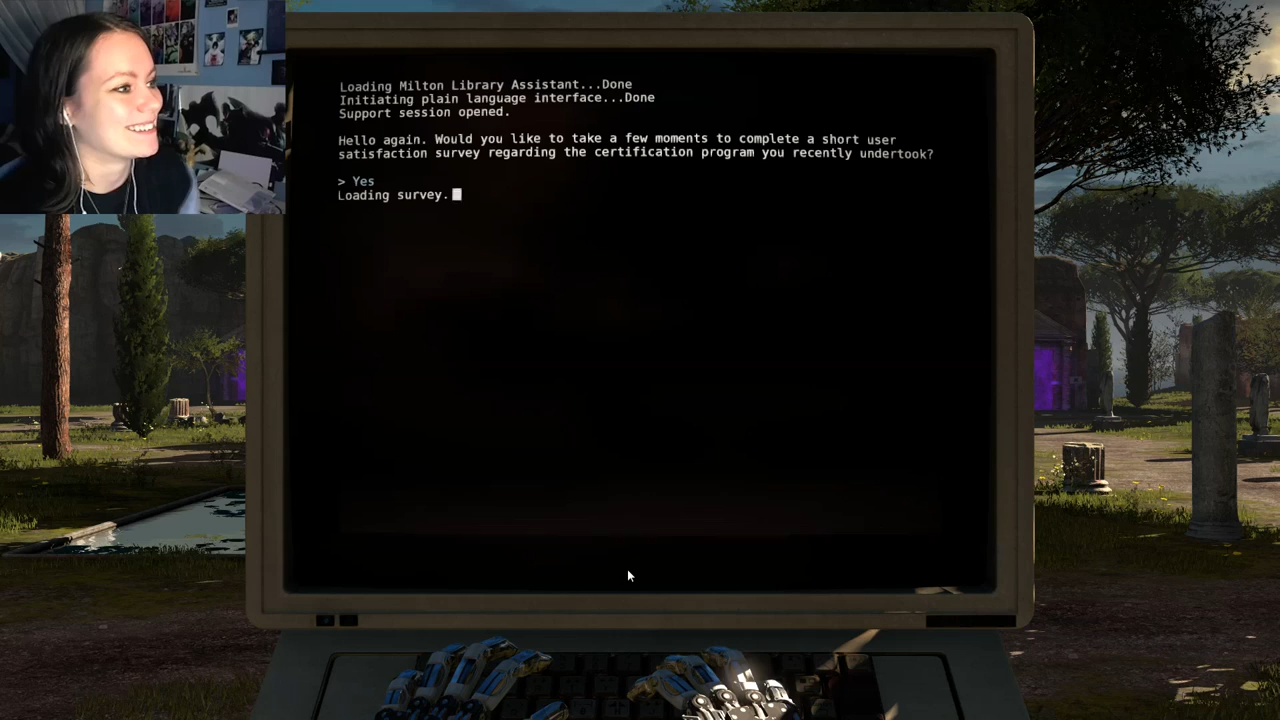 Loading Milton Library Assistant...Done
Initiating plain language interface...Done
Support session opened.
Hello again. Would you like to take a few moments to complete a short user
satisfaction survey regarding the certification program you recently undertook?
> Yes
Loading survey.